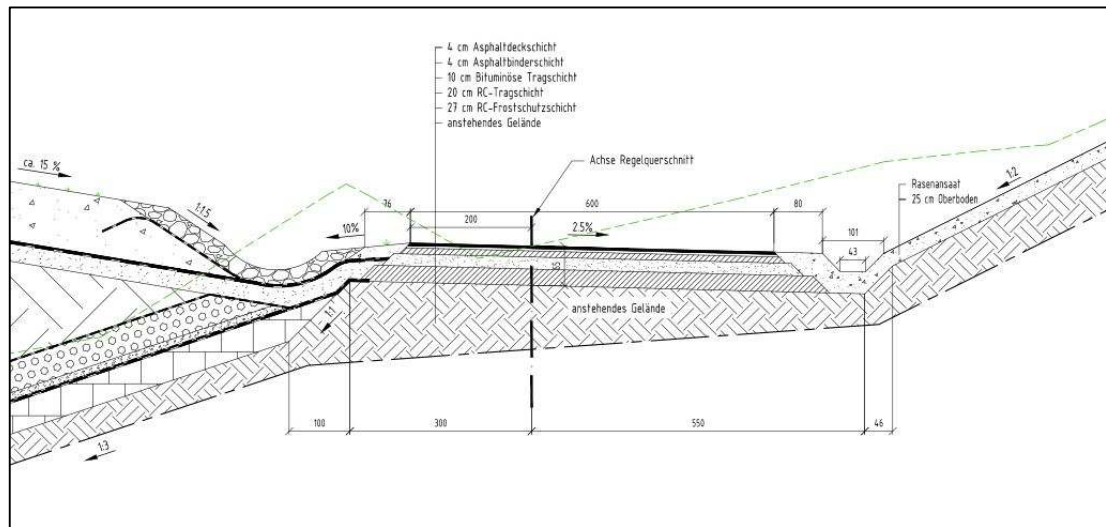 4 cm Asphaltdeckschicht
4 cm Asphaltbinderschicht
10 cm Bituminöse Tragschicht
20 cm RC-Tragschicht
27 cm RC-Frostschutzschicht
anstehendes Gelände
Achse Regelquerschnitt
ca. 15 %
1:1.5
1:2
Rasenansaat
25 cm Oberboden
76
600
80
200
10%
2.5%
101
43
65
anstehendes Gelände
1:1
100
300
550
46
1:3